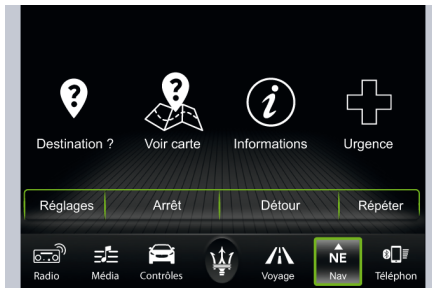 Destination ? Voir carte Informations Urgence
Réglages Arrêt Détour Répéter
NE
Radio Média Contrôles Voyage Nav Téléphon